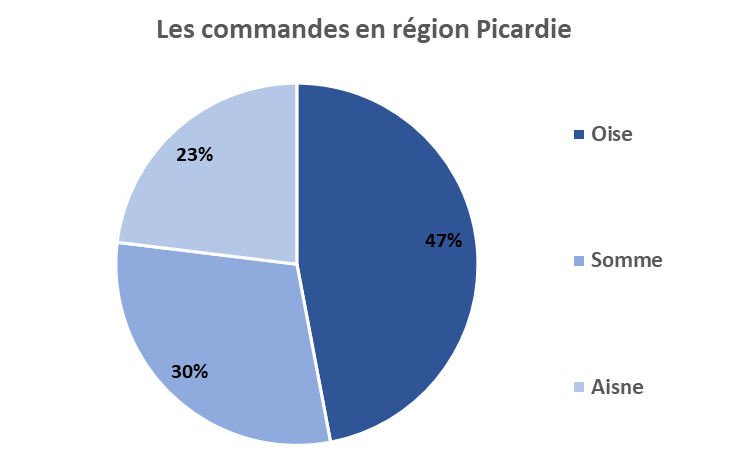 Les commandes en région Picardie
23%
Oise
47%
Somme
30%
Aisne